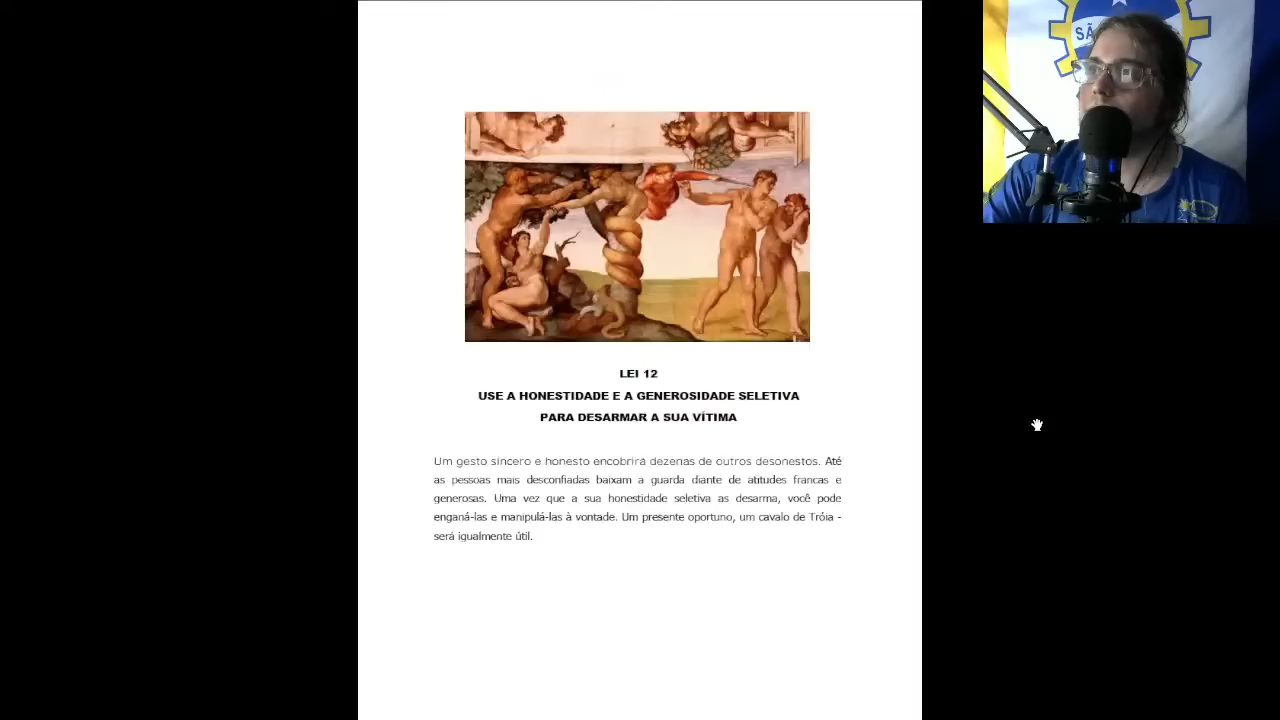 SÃ
LEI 12
USE A HONESTIDADE E A GENEROSIDADE SELETIVA
PARA DESARMAR A SUA VÍTIMA
Um gesto sincero e honesto encobrirá dezenas de outros desonestos. Até
as pessoas mais desconfiadas baixam a guarda diante de atitudes francas e
generosas. Uma vez que a sua honestidade seletiva as desarma, você pode
enganá-las e manipulá-las à vontade. Um presente oportuno, um cavalo de Tróia -
será igualmente útil.